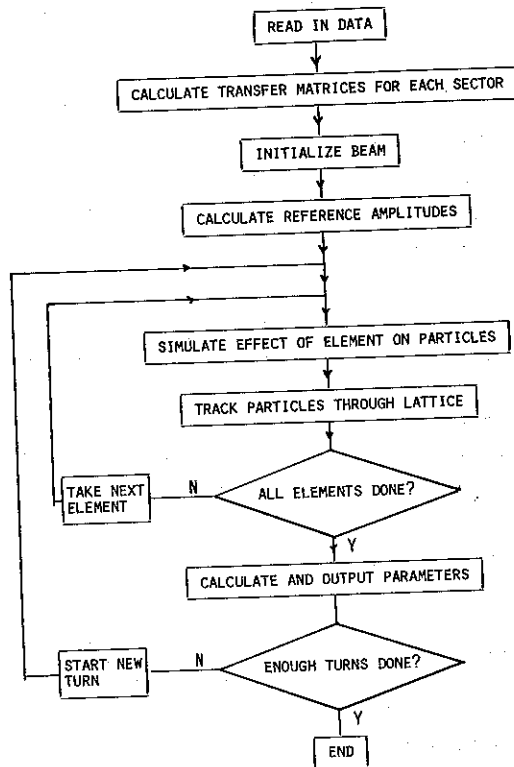 READ IN DATA
CALCULATE TRANSFER MATRICES FOR EACH SECTOR
INITIALIZE BEAM
CALCULATE REFERENCE AMPLITUDES
SIMULATE EFFECT OF ELEMENT ON PARTICLES
TRACK PARTICLES THROUGH LATTICE
TAKE NEXT
ELEMENT
N
ALL ELEMENTS DONE?
Y
CALCULATE AND OUTPUT PARAMETERS
START NEW
TURN
N
ENOUGH TURNS DONE?
Y
END